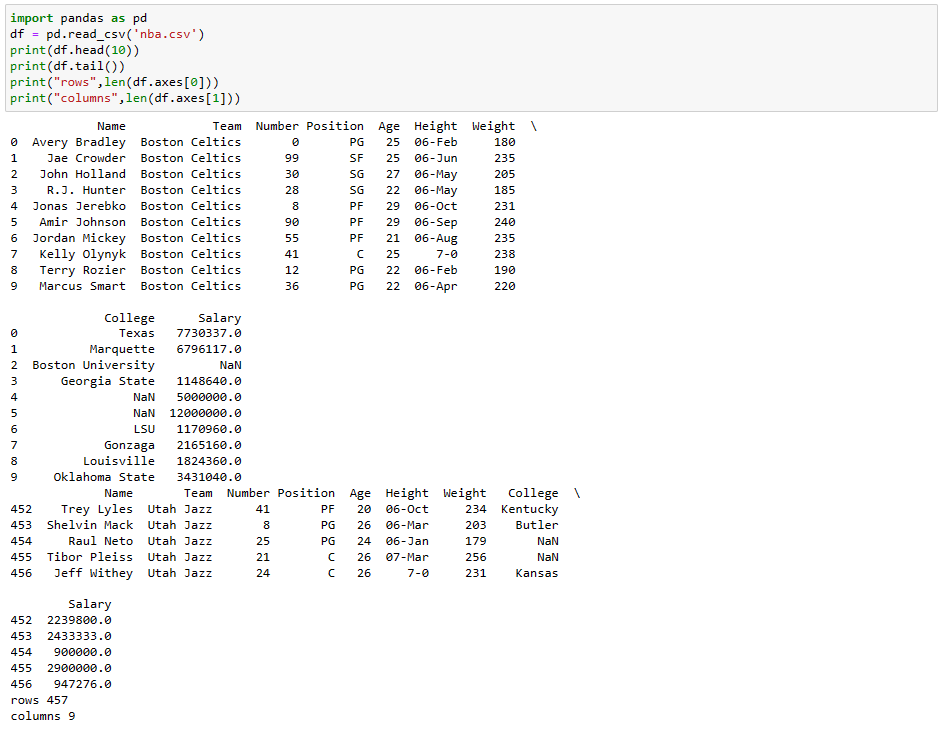 import pandas as pd
df = pd.read_csv('nba.csv')
print(df.head(10))
print(df.tail())
print("rows",len(df.axes[0]))
print("columns",len(df.axes[1]))
            Name            Team  Number Position  Age  Height  Weight  \
0  Avery Bradley  Boston Celtics       0       PG   25  06-Feb     180
1    Jae Crowder  Boston Celtics      99       SF   25  06-Jun     235
2   John Holland  Boston Celtics      30       SG   27  06-May     205
3    R.J. Hunter  Boston Celtics      28       SG   22  06-May     185
4  Jonas Jerebko  Boston Celtics       8       PF   29  06-Oct     231
5   Amir Johnson  Boston Celtics      90       PF   29  06-Sep     240
6  Jordan Mickey  Boston Celtics      55       PF   21  06-Aug     235
7   Kelly Olynyk  Boston Celtics      41        C   25     7-0     238
8   Terry Rozier  Boston Celtics      12       PG   22  06-Feb     190
9   Marcus Smart  Boston Celtics      36       PG   22  06-Apr     220
             College      Salary
0              Texas   7730337.0
1          Marquette   6796117.0
2  Boston University         NaN
3      Georgia State   1148640.0
4                NaN   5000000.0
5                NaN  12000000.0
6                LSU   1170960.0
7            Gonzaga   2165160.0
8         Louisville   1824360.0
9     Oklahoma State   3431040.0
             Name       Team  Number Position  Age  Height  Weight   College  \
452    Trey Lyles  Utah Jazz      41       PF   20  06-Oct     234  Kentucky
453  Shelvin Mack  Utah Jazz       8       PG   26  06-Mar     203    Butler
454     Raul Neto  Utah Jazz      25       PG   24  06-Jan     179       NaN
455  Tibor Pleiss  Utah Jazz      21        C   26  07-Mar     256       NaN
456   Jeff Withey  Utah Jazz      24        C   26     7-0     231    Kansas
        Salary
452  2239800.0
453  2433333.0
454   900000.0
455  2900000.0
456   947276.0
rows 457
columns 9